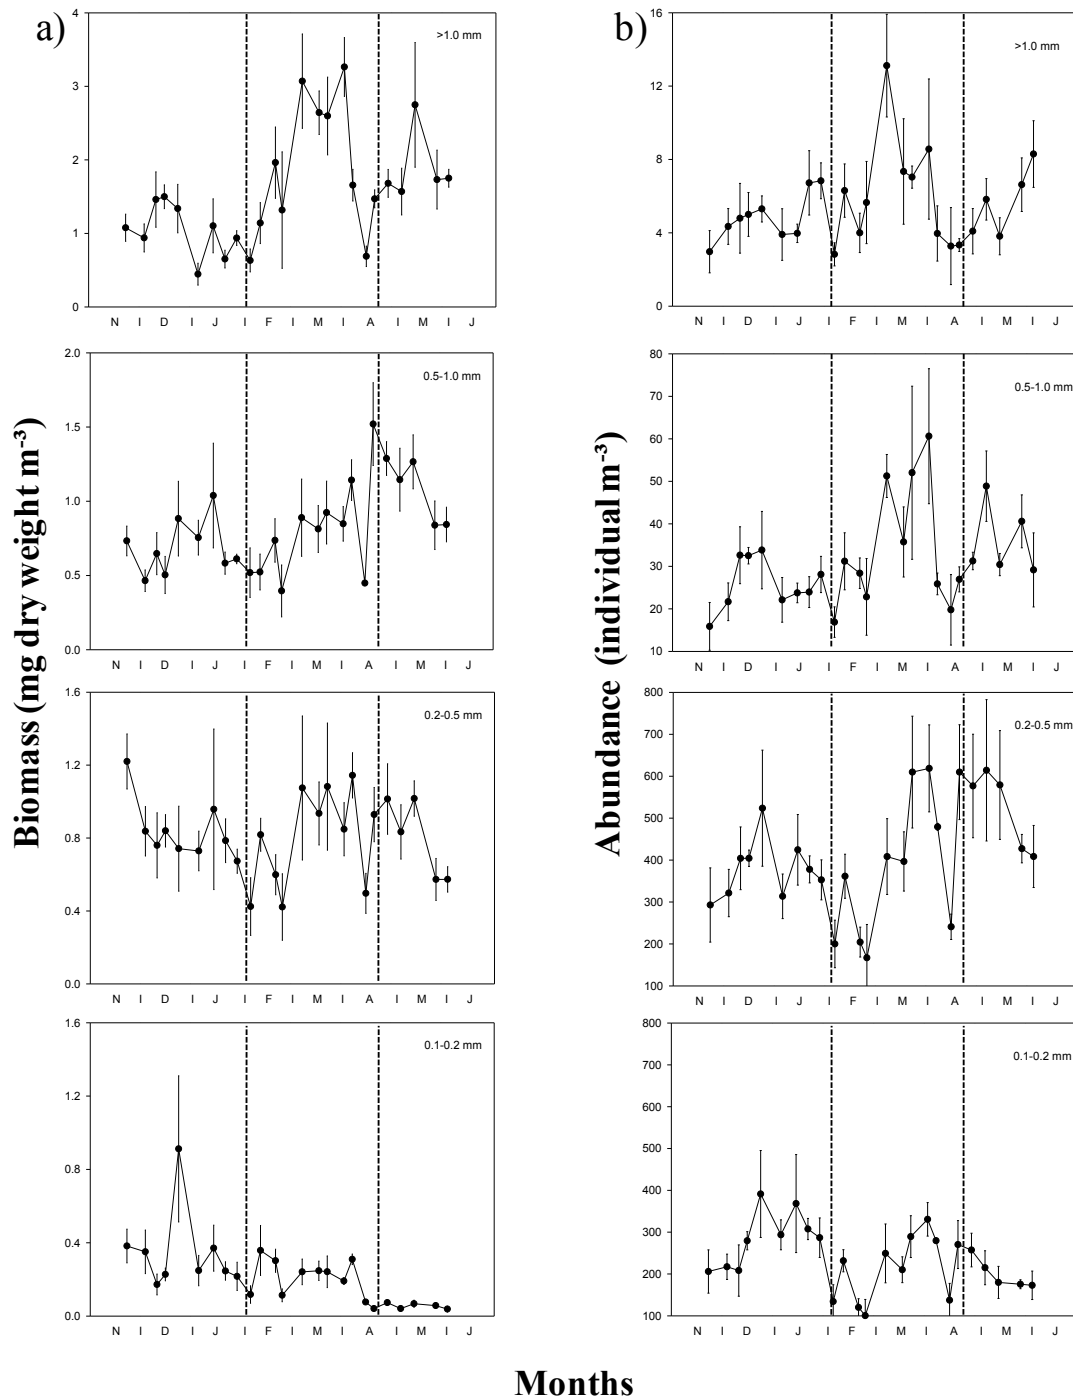 a)
4
3
2
1
0
>1.0 mm
N I D I J I F I M I A I M I J
b)
16
12
8
4
0
>1.0 mm
N I D I J I F I M I A I M I J
2.0
1.5
1.0
0.5
0.0
0.5-1.0 mm
N I D I J I F I M I A I M I J
80
70
60
50
40
30
20
10
0.5-1.0 mm
N I D I J I F I M I A I M I J
Biomass (mg dry weight m⁻³)
Abundance (individual m⁻³)
1.6
1.2
0.8
0.4
0.0
0.2-0.5 mm
N I D I J I F I M I A I M I J
800
700
600
500
400
300
200
100
0.2-0.5 mm
N I D I J I F I M I A I M I J
1.6
1.2
0.8
0.4
0.0
0.1-0.2 mm
N I D I J I F I M I A I M I J
800
700
600
500
400
300
200
100
0.1-0.2 mm
N I D I J I F I M I A I M I J
Months